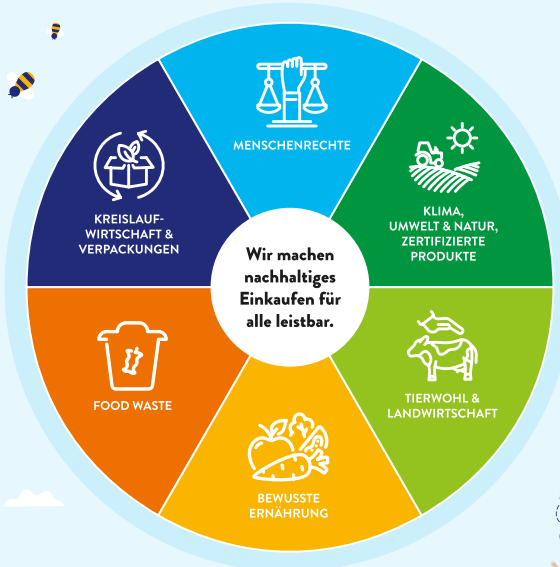 MENSCHENRECHTE
KLIMA,
UMWELT & NATUR,
ZERTIFIZIERTE
PRODUKTE
TIERWOHL &
LANDWIRTSCHAFT
BEWUSSTE
ERNÄHRUNG
FOOD WASTE
KREISLAUF-
WIRTSCHAFT &
VERPACKUNGEN
Wir machen
nachhaltiges
Einkaufen für
alle leistbar.